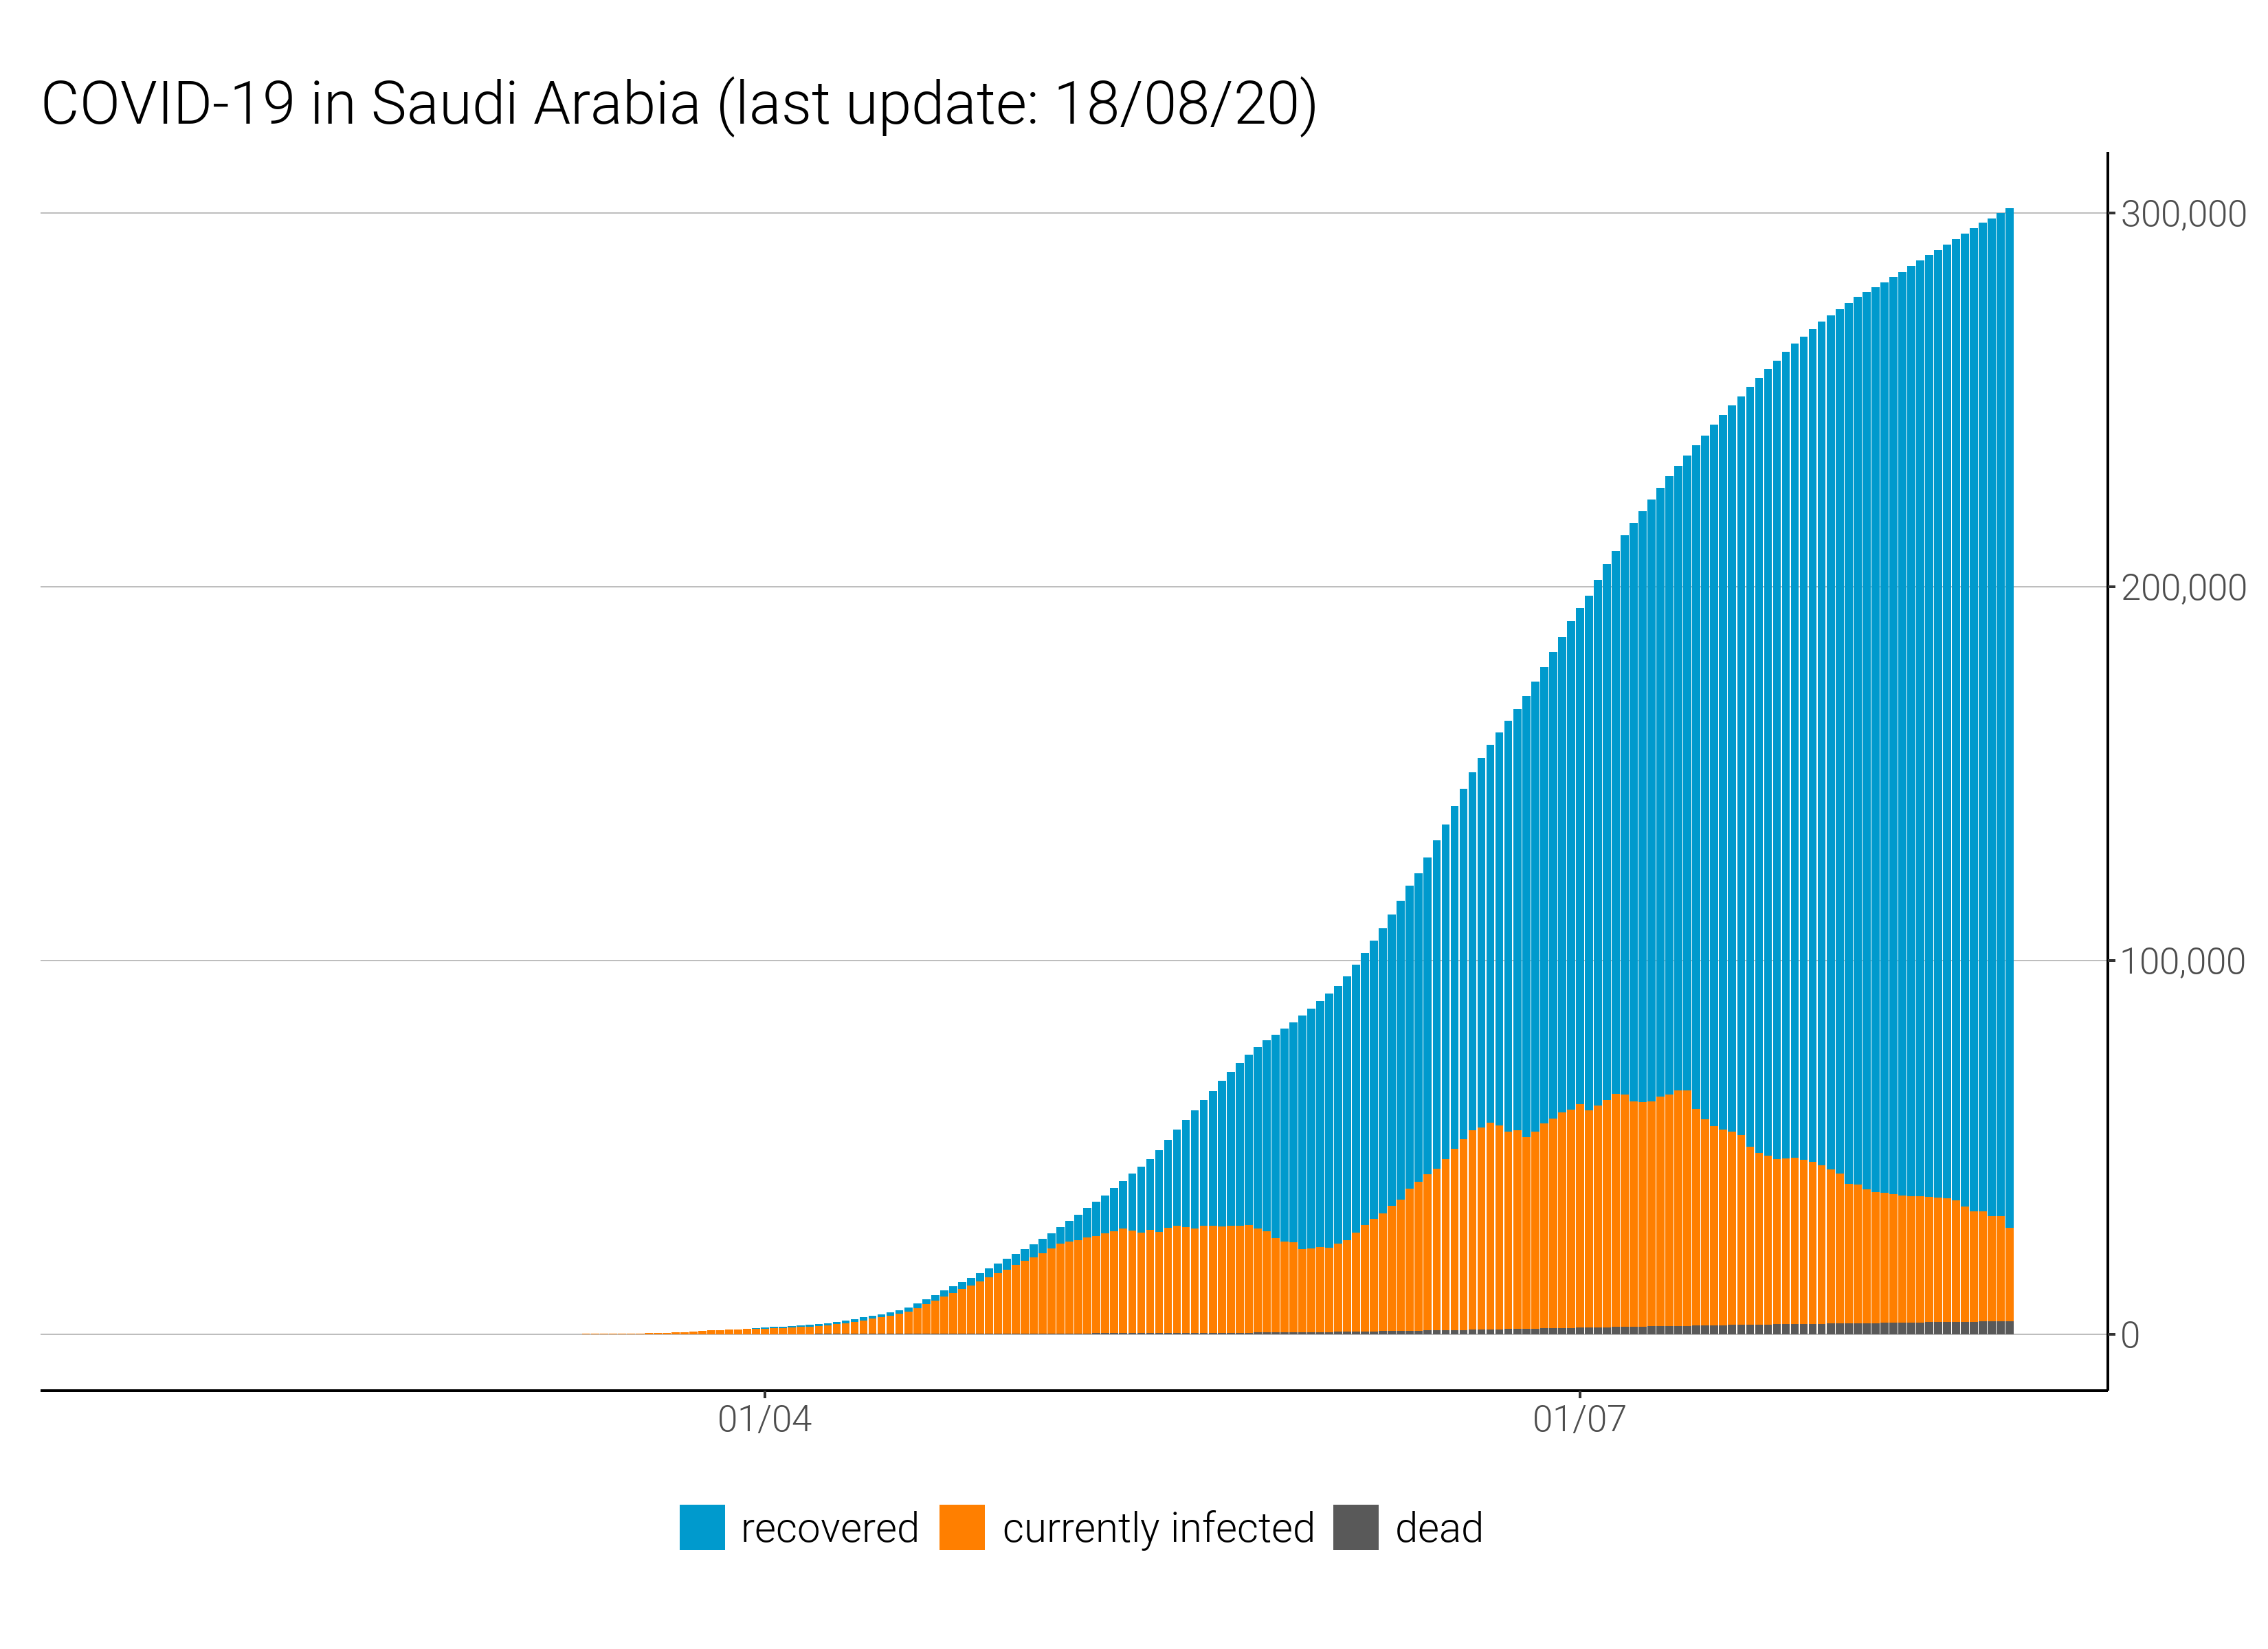 COVID-19 in Saudi Arabia (last update: 18/08/20)
300,000
200,000
100,000
0
01/04 01/07
recovered currently infected dead